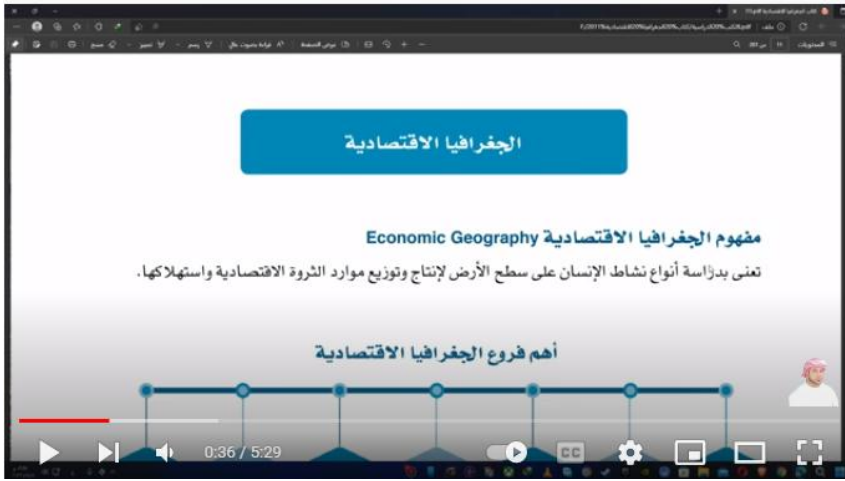 الجغرافيا الاقتصادية
مفهوم الجغرافيا الاقتصادية Economic Geography
تعنى بدراسة أنواع نشاط الإنسان على سطح الأرض لإنتاج وتوزيع موارد الثروة الاقتصادية واستهلاكها.
أهم فروع الجغرافيا الاقتصادية
0:36 / 5:29
CC